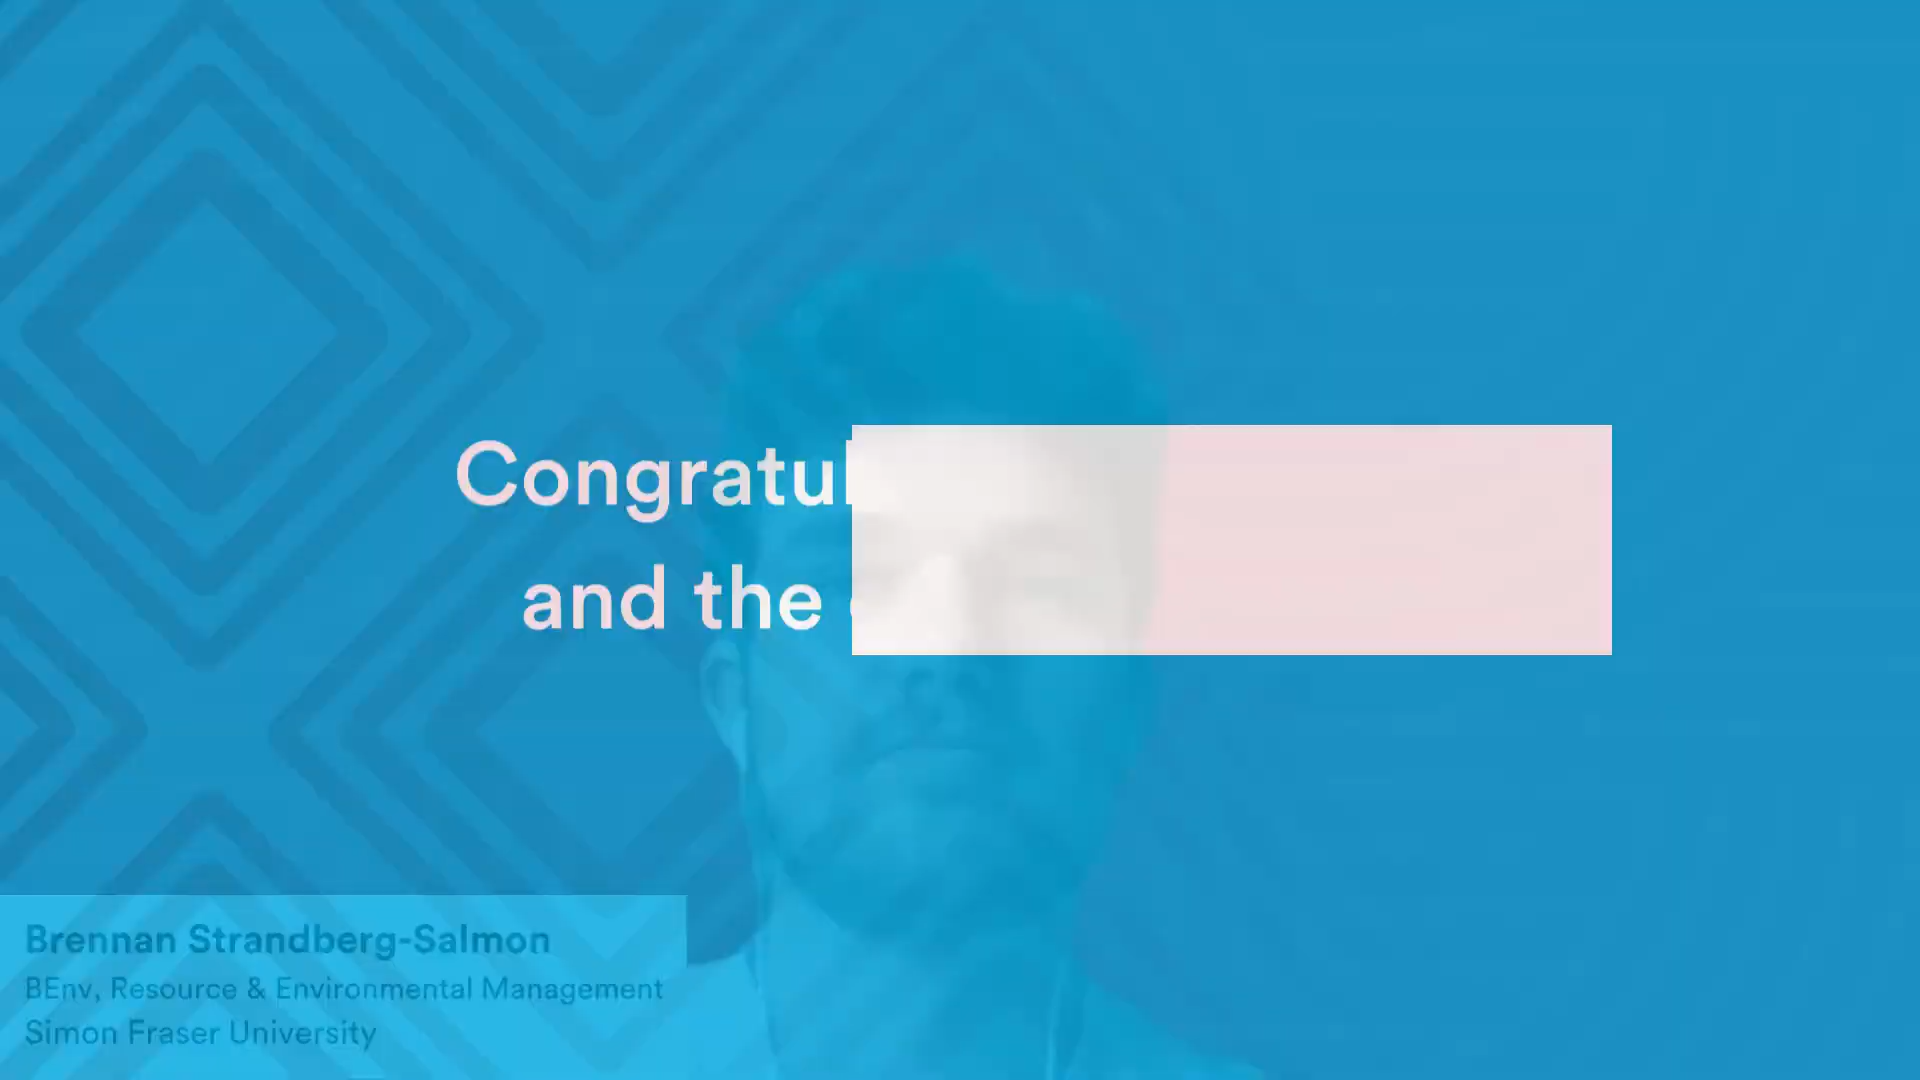 Congratul
and the
Brennan Strandberg-Salmon
BEnv, Resource & Environmental Management
Simon Fraser University